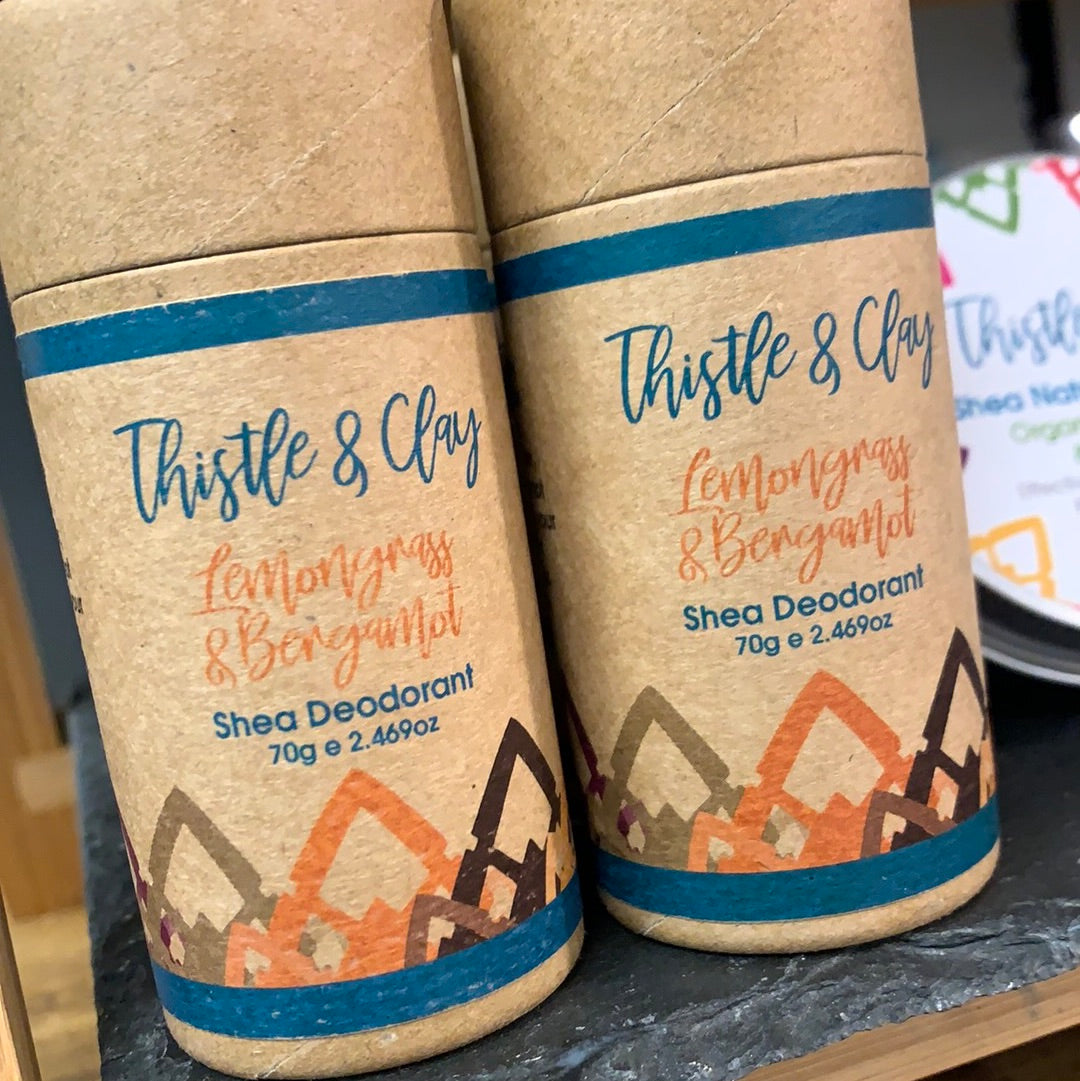 Thistle & Clay
Lemongrass
& Bergamot
Shea Deodorant
70g e 2.469oz
Thistle & Clay
Lemongrass
& Bergamot
Shea Deodorant
70g e 2.469oz
Thistle
Shea Nat
Organ